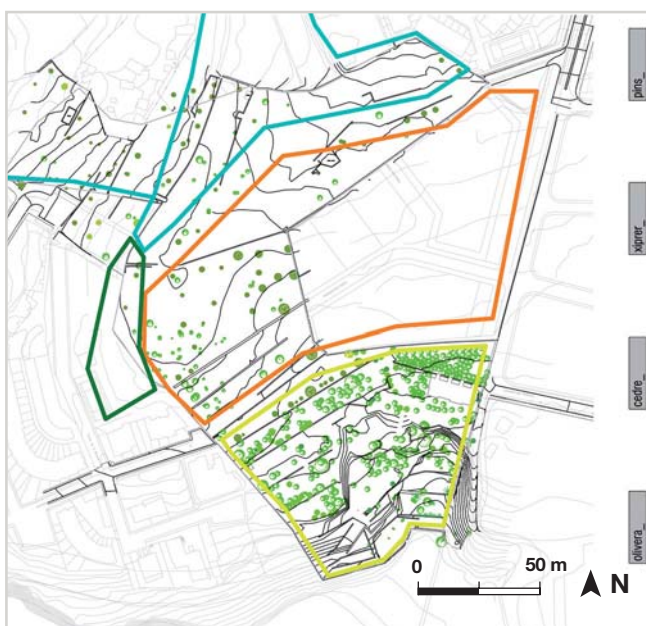 pins_
xiprer_
cedre_
olivera_
0 50 m
N